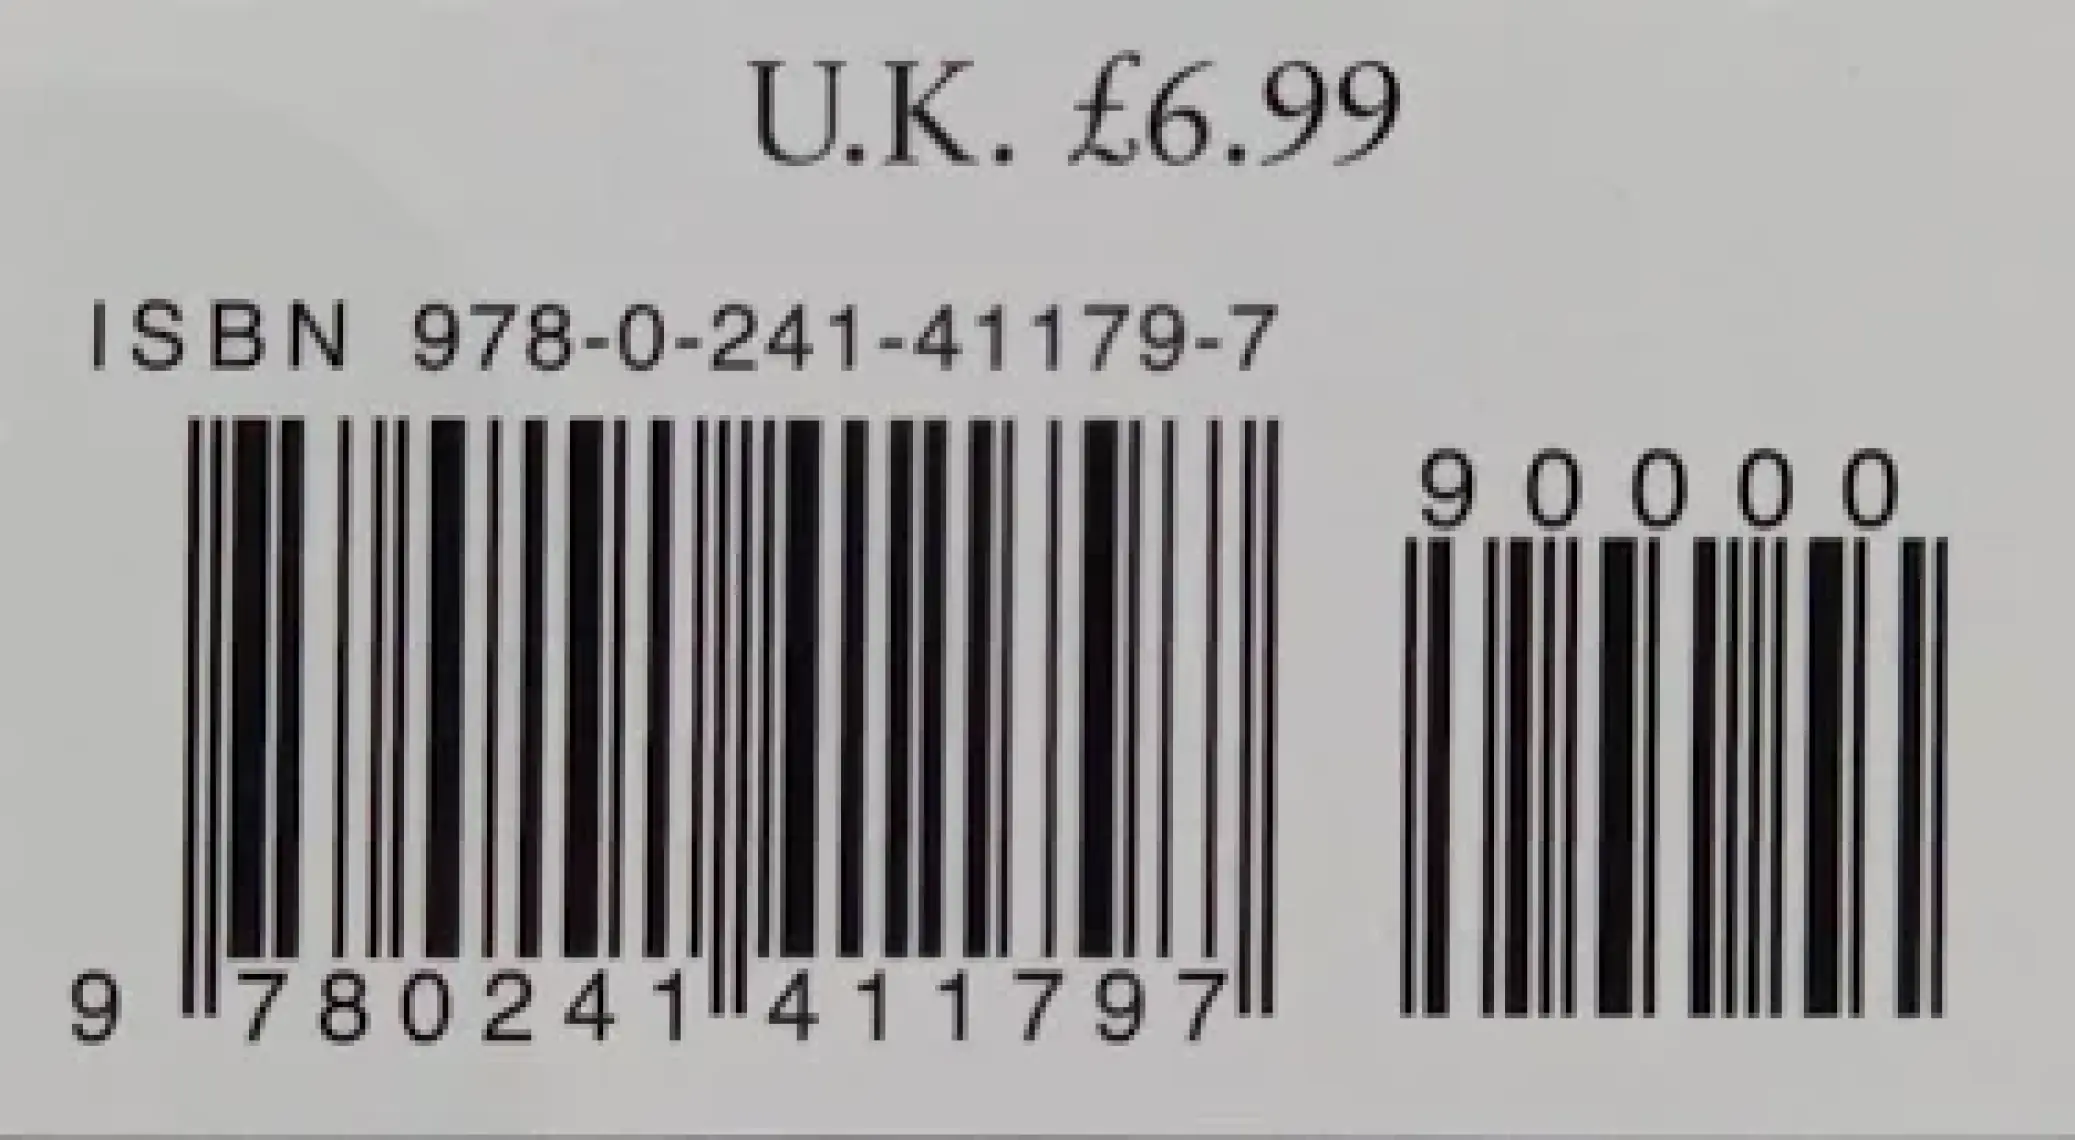 U.K. £6.99
ISBN 978-0-241-41179-7
90000
9 780241 411797